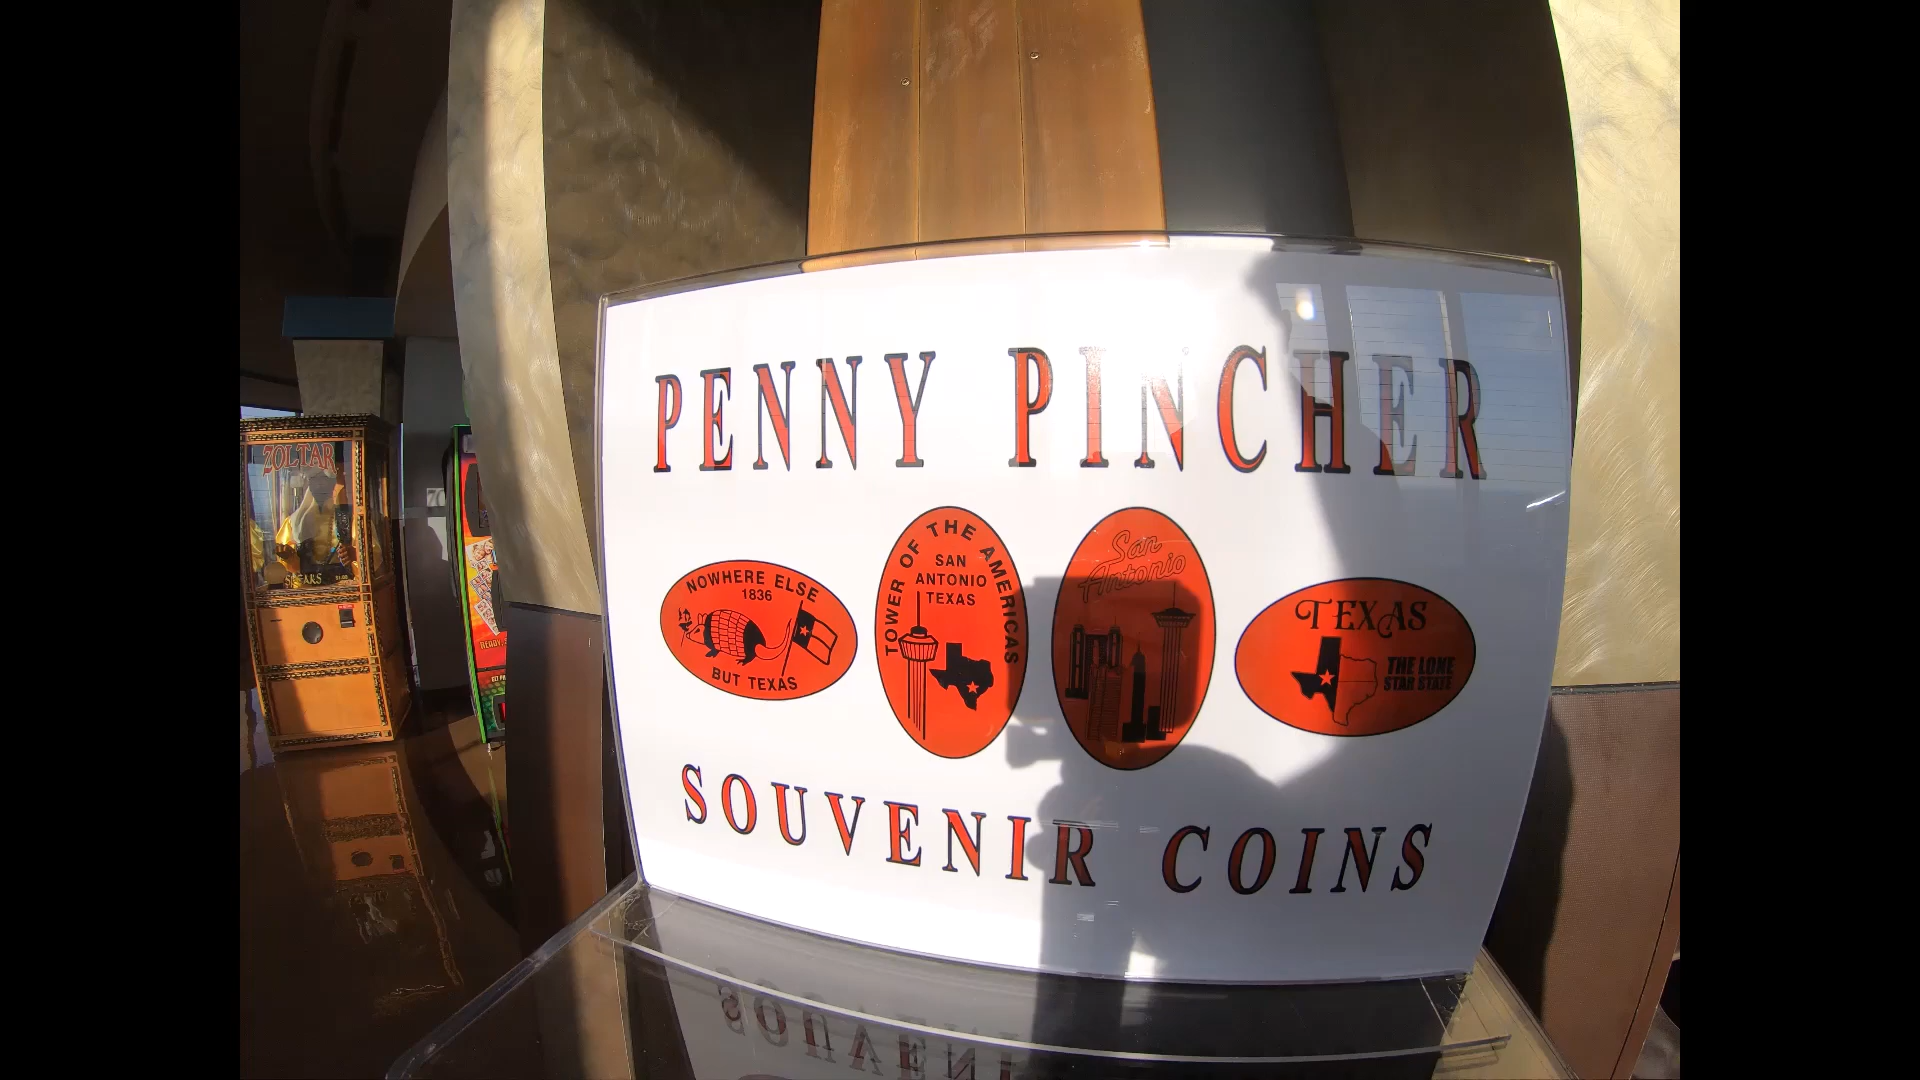 PENNY PINCHER
NOWHERE ELSE
1836
BUT TEXAS
TOWER OF THE AMERICAS
SAN
ANTONIO
TEXAS
San
Antonio
TEXAS
THE LONE
STAR STATE
SOUVENIR COINS
ZOLTAR
SPEAKS